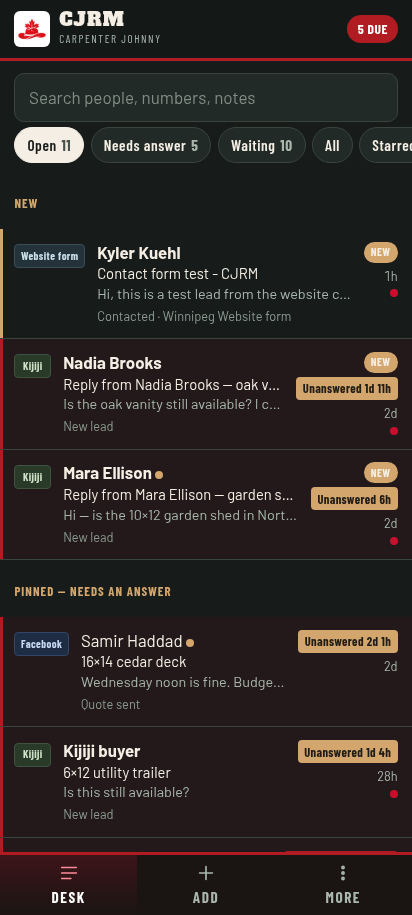 CJRM
CARPENTER JOHNNY
5 DUE
Search people, numbers, notes
Open 11
Needs answer 5
Waiting 10
All
Starred
NEW
Website form
Kyler Kuehl
NEW
Contact form test – CJRM
1h
Hi, this is a test lead from the website c...
Contacted · Winnipeg Website form
Kijiji
Nadia Brooks
NEW
Reply from Nadia Brooks — oak v...
Unanswered 1d 11h
Is the oak vanity still available? I c...
2d
New lead
Kijiji
Mara Ellison
NEW
Reply from Mara Ellison — garden s...
Unanswered 6h
Hi — is the 10×12 garden shed in Nort...
2d
New lead
PINNED — NEEDS AN ANSWER
Facebook
Samir Haddad
Unanswered 2d 1h
16×14 cedar deck
2d
Wednesday noon is fine. Budge...
Quote sent
Kijiji
Kijiji buyer
Unanswered 1d 4h
6×12 utility trailer
28h
Is this still available?
New lead
DESK
ADD
MORE